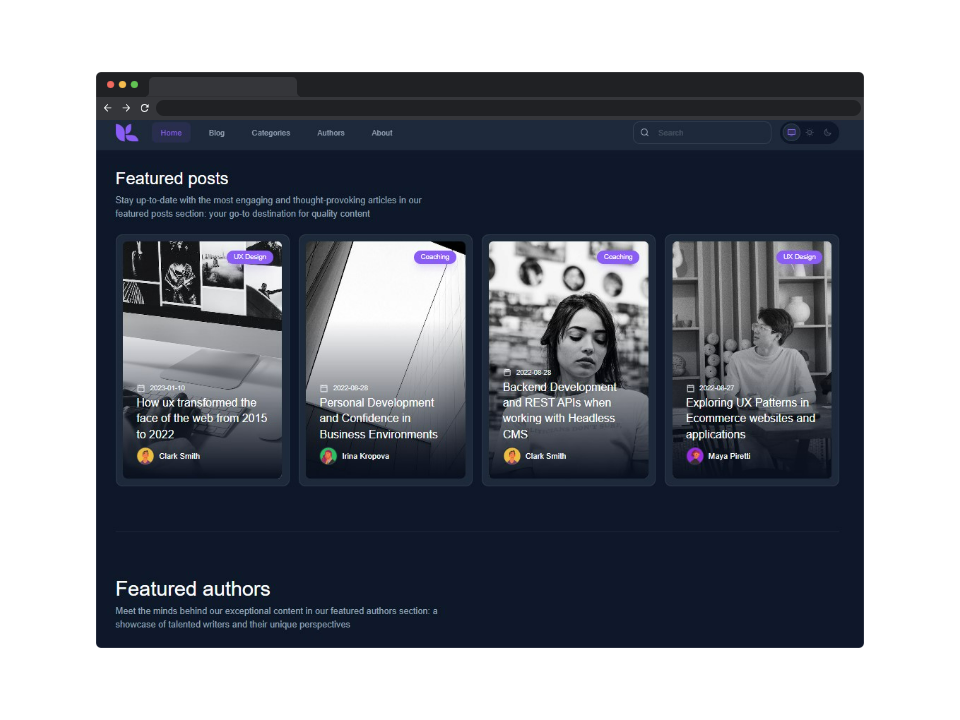 Home Blog Categories Authors About Search
Featured posts
Stay up-to-date with the most engaging and thought-provoking articles in our
featured posts section: your go-to destination for quality content
UX Design
2023-01-10
How ux transformed the
face of the web from 2015
to 2022
Clark Smith
Coaching
2022-08-28
Personal Development
and Confidence in
Business Environments
Irina Kropova
Coaching
2022-08-28
Backend Development
and REST APIs when
working with Headless
CMS
Clark Smith
UX Design
2022-08-27
Exploring UX Patterns in
Ecommerce websites and
applications
Maya Piretti
Featured authors
Meet the minds behind our exceptional content in our featured authors section: a
showcase of talented writers and their unique perspectives